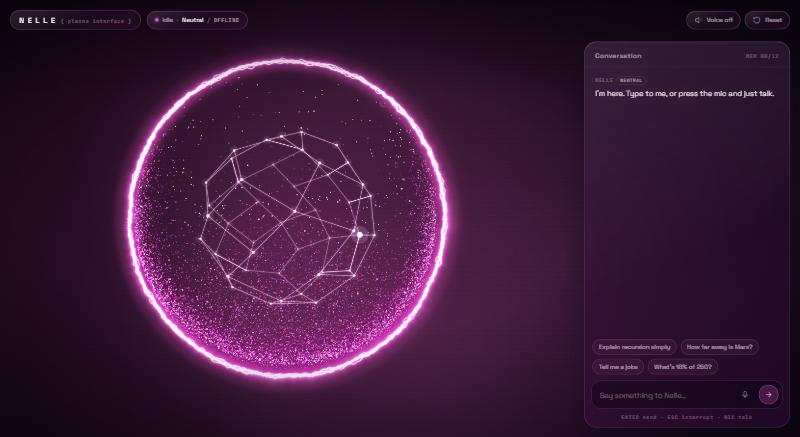 NELLE [ plasma interface ]
Idle · Neutral / OFFLINE
Voice off
Reset
Conversation
MEM 00/12
NELLE NEUTRAL
I'm here. Type to me, or press the mic and just talk.
Explain recursion simply
How far away is Mars?
Tell me a joke
What's 18% of 250?
Say something to Nelle…
ENTER send · ESC interrupt · MIC talk